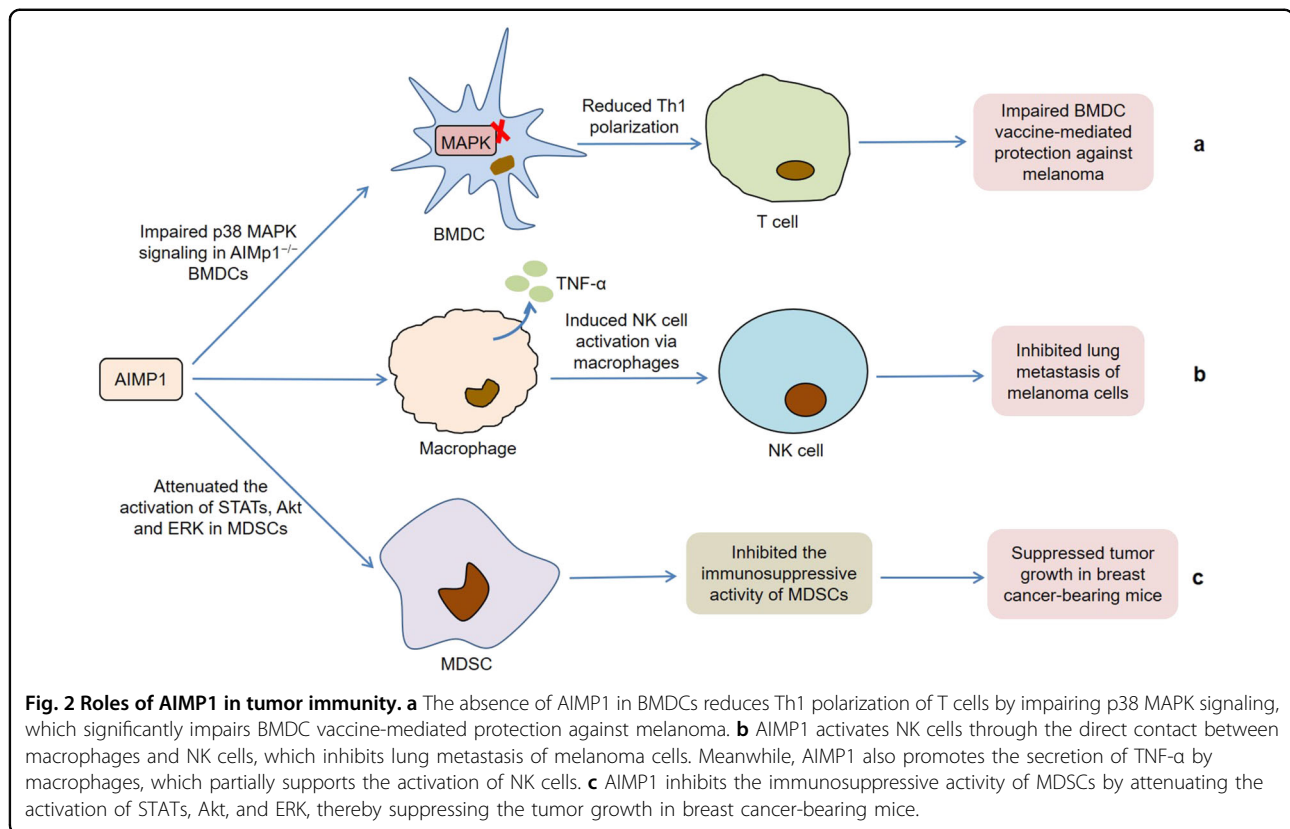 MAPK
BMDC
Reduced Th1
polarization
T cell
Impaired BMDC
vaccine-mediated
protection against
melanoma
a
Impaired p38 MAPK
signaling in AIMp1−/−
BMDCs
AIMP1
TNF-α
Macrophage
Induced NK cell
activation via
macrophages
NK cell
Inhibited lung
metastasis of
melanoma cells
b
Attenuated the
activation of STATs, Akt
and ERK in MDSCs
MDSC
Inhibited the
immunosuppressive
activity of MDSCs
Suppressed tumor
growth in breast
cancer-bearing mice
c
Fig. 2 Roles of AIMP1 in tumor immunity. a The absence of AIMP1 in BMDCs reduces Th1 polarization of T cells by impairing p38 MAPK signaling,
which significantly impairs BMDC vaccine-mediated protection against melanoma. b AIMP1 activates NK cells through the direct contact between
macrophages and NK cells, which inhibits lung metastasis of melanoma cells. Meanwhile, AIMP1 also promotes the secretion of TNF-α by
macrophages, which partially supports the activation of NK cells. c AIMP1 inhibits the immunosuppressive activity of MDSCs by attenuating the
activation of STATs, Akt, and ERK, thereby suppressing the tumor growth in breast cancer-bearing mice.